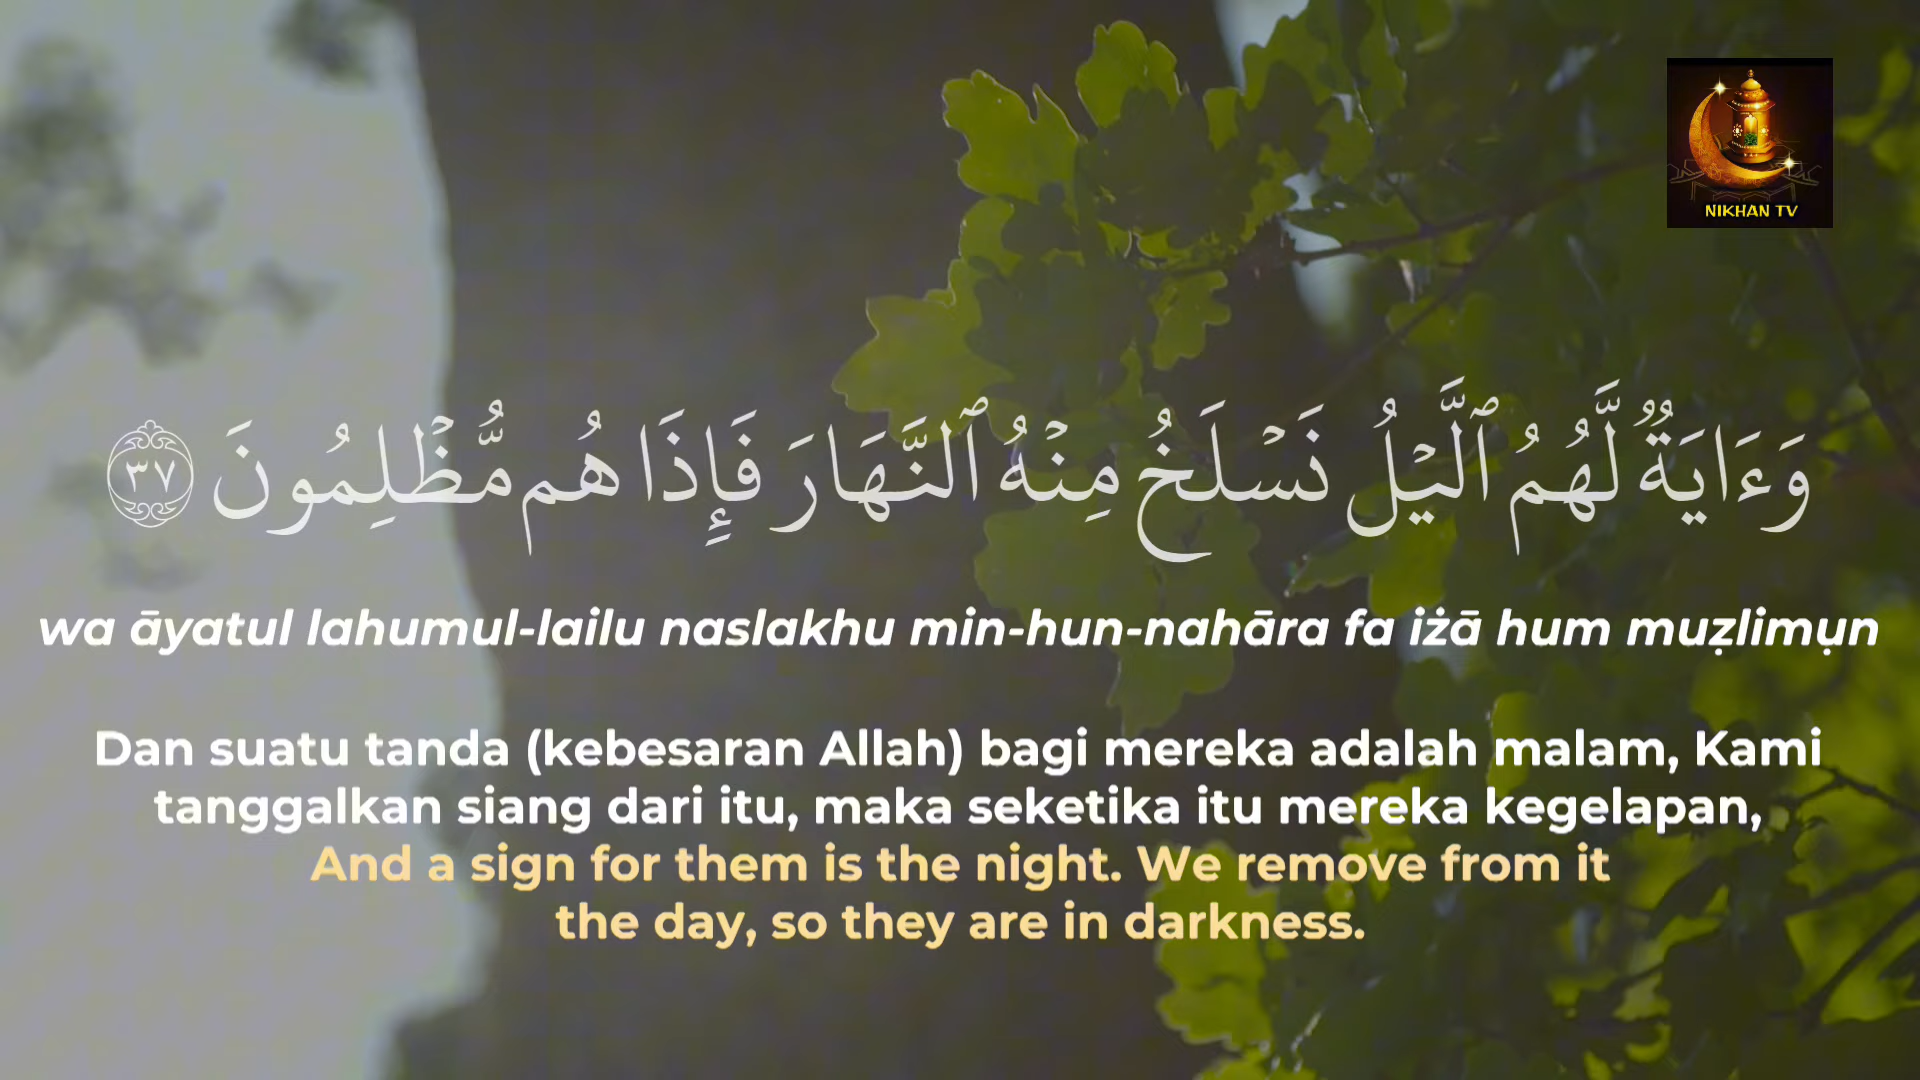 NIKHAN TV
وَءَايَةٌ لَّهُمُ ٱلَّيْلُ نَسْلَخُ مِنْهُ ٱلنَّهَارَ فَإِذَا هُم مُّظْلِمُونَ ٣٧
wa āyatul lahumul-lailu naslakhu min-hun-nahāra fa iżā hum muẓlimụn
Dan suatu tanda (kebesaran Allah) bagi mereka adalah malam, Kami
tanggalkan siang dari itu, maka seketika itu mereka kegelapan,
And a sign for them is the night. We remove from it
the day, so they are in darkness.